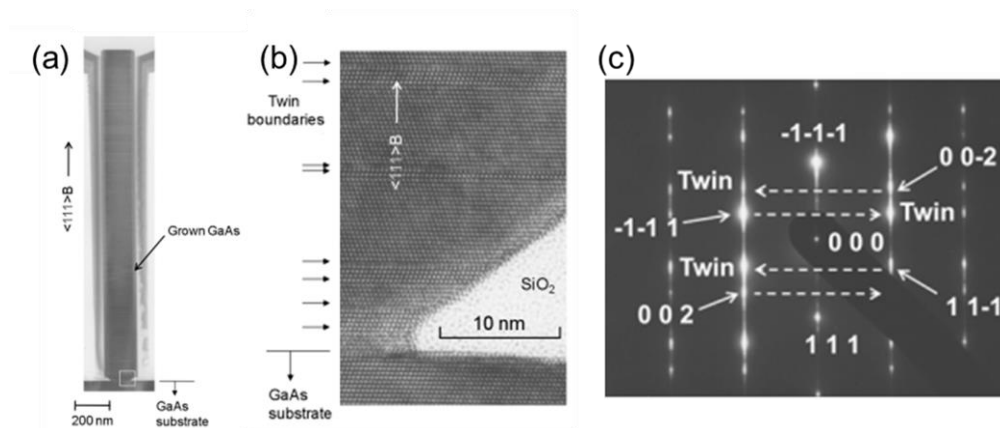 (a)
<111>B
Grown GaAs
GaAs
substrate
200 nm
(b)
Twin
boundaries
<111>B
SiO2
10 nm
GaAs
substrate
(c)
-1-1-1
0 0-2
Twin
Twin
-1-1 1
0 0 0
Twin
0 0 2
1 1-1
1 1 1